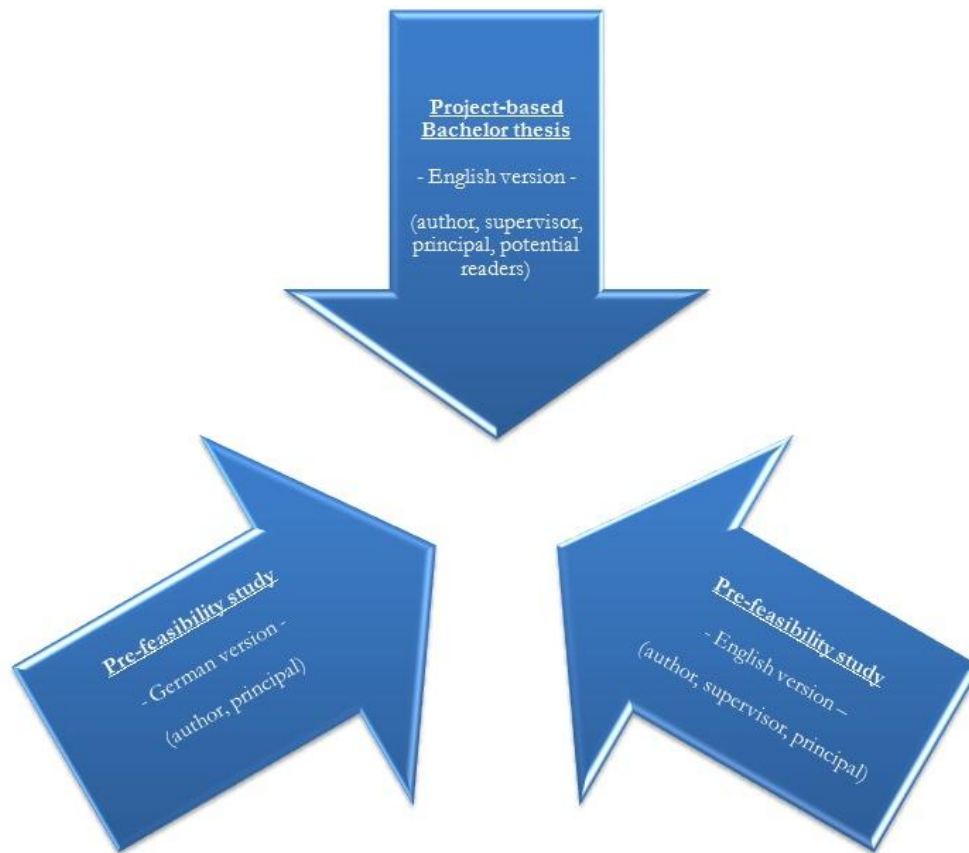 Project-based
Bachelor thesis
- English version -
(author, supervisor,
principal, potential
readers)
Pre-feasibility study
- German version -
(author, principal)
Pre-feasibility study
- English version –
(author, supervisor, principal)